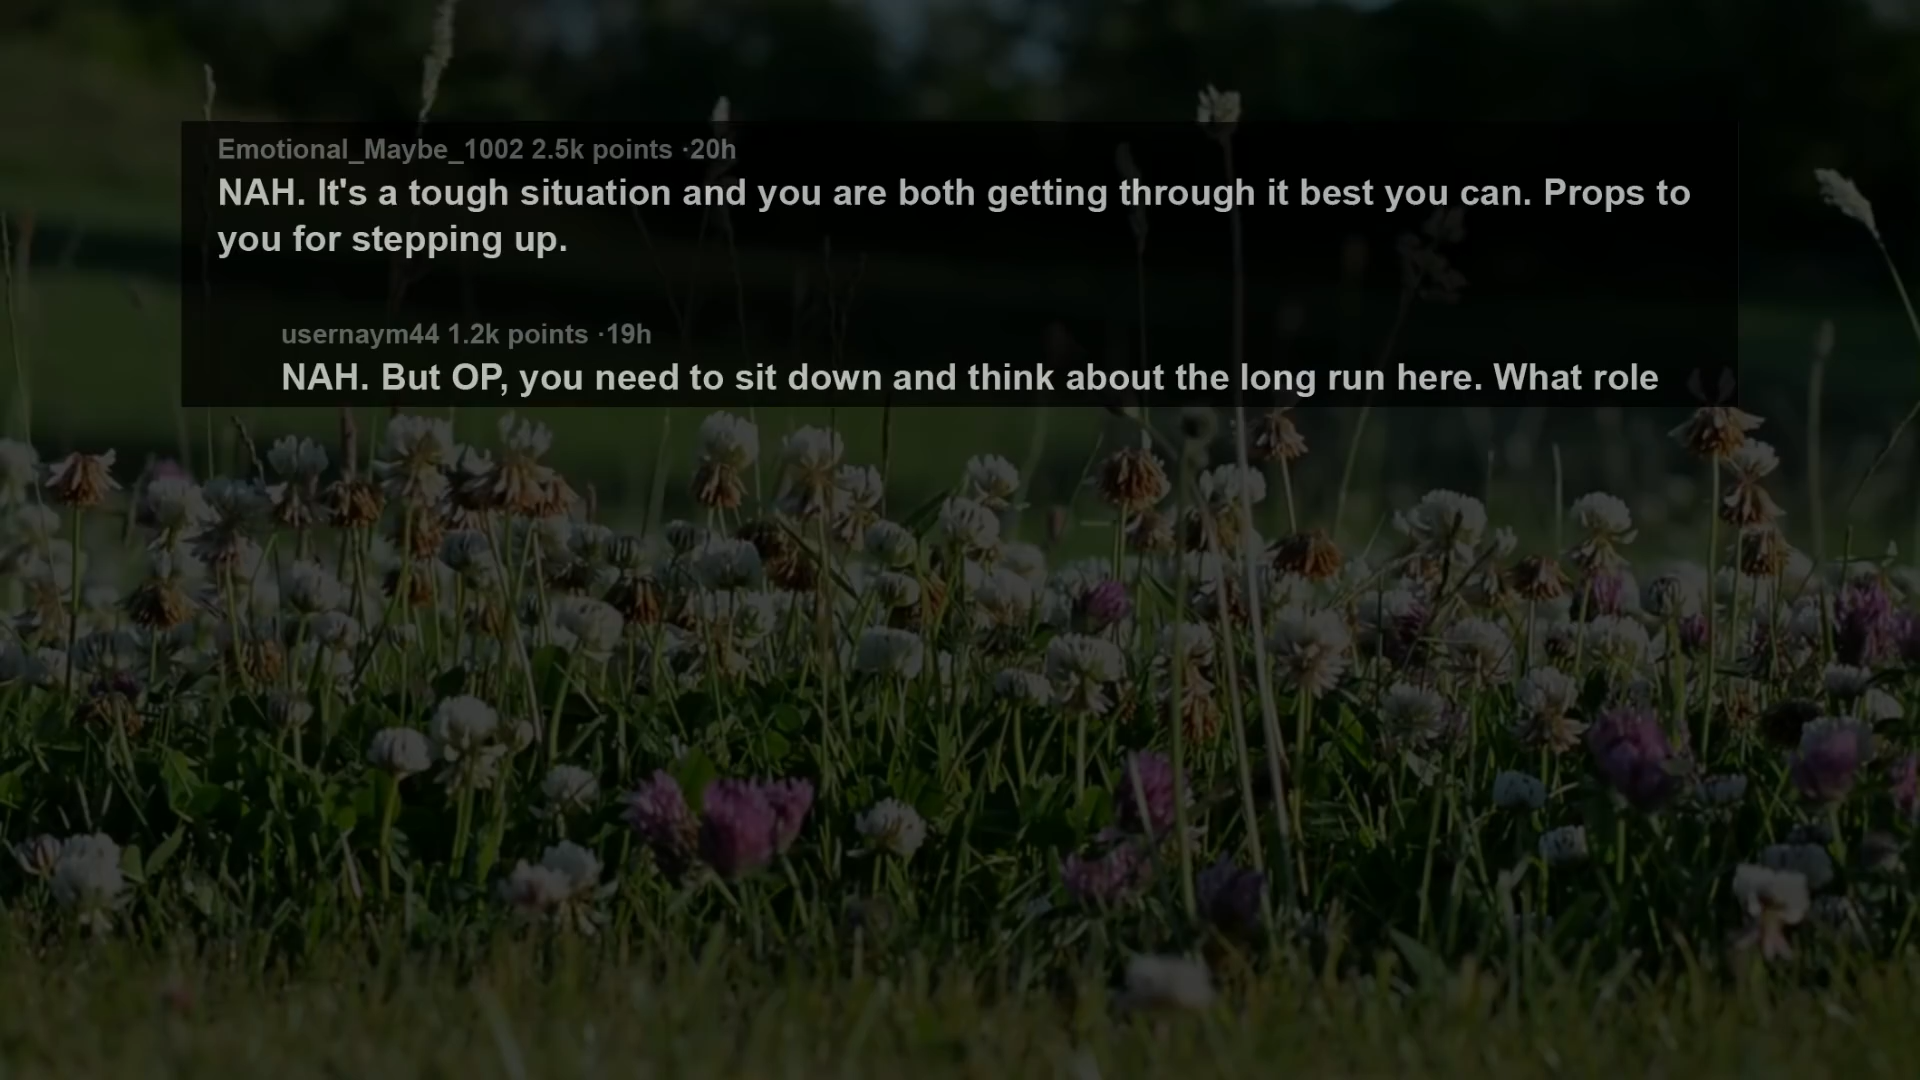 Emotional_Maybe_1002 2.5k points ·20h
NAH. It's a tough situation and you are both getting through it best you can. Props to
you for stepping up.
usernaym44 1.2k points ·19h
NAH. But OP, you need to sit down and think about the long run here. What role